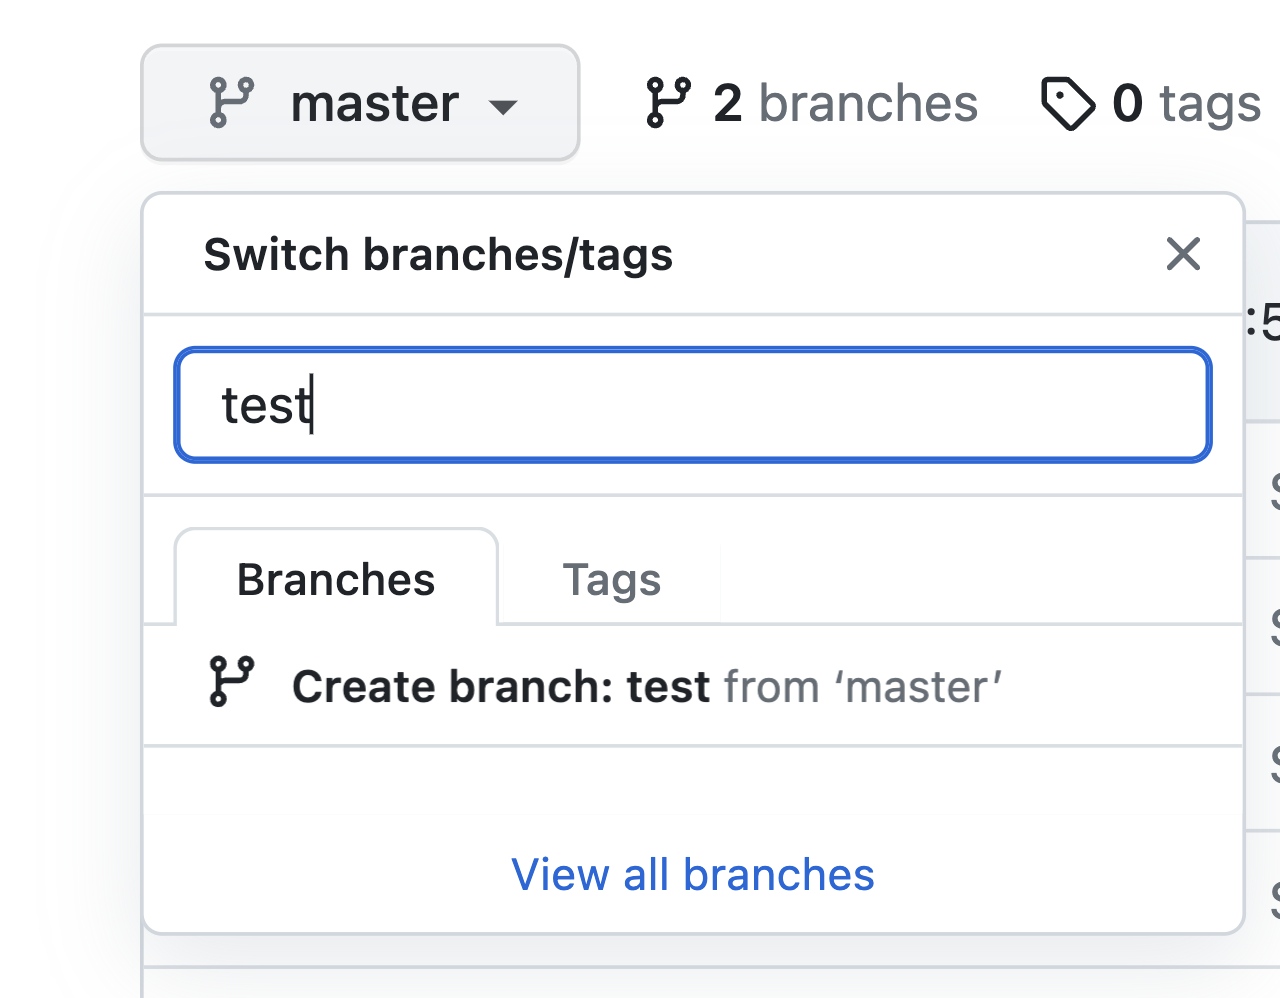 master 2 branches 0 tags
Switch branches/tags
test
Branches Tags
Create branch: test from ‘master’
View all branches